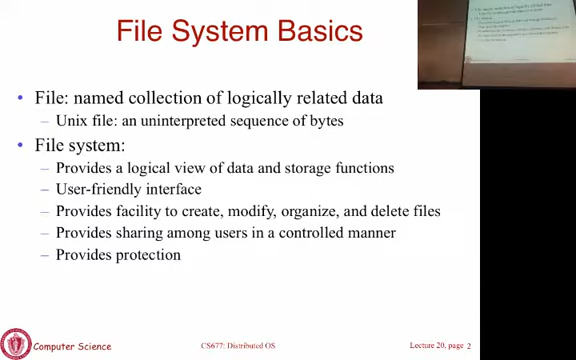 File System Basics
• File: named collection of logically related data
– Unix file: an uninterpreted sequence of bytes
• File system:
– Provides a logical view of data and storage functions
– User-friendly interface
– Provides facility to create, modify, organize, and delete files
– Provides sharing among users in a controlled manner
– Provides protection
Computer Science
CS677: Distributed OS
Lecture 20, page 2